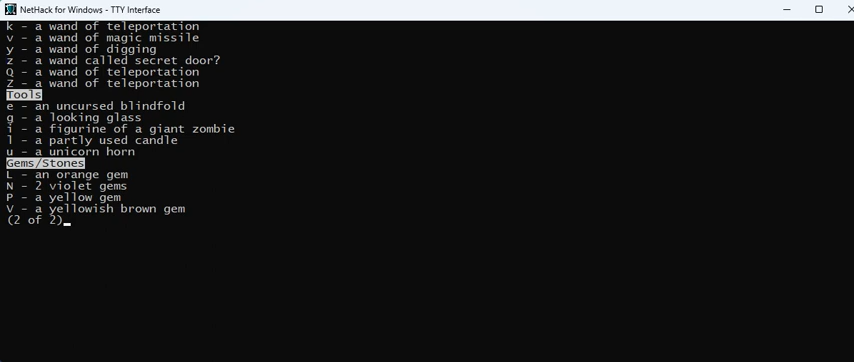 NetHack for Windows - TTY Interface
k - a wand of teleportation
v - a wand of magic missile
y - a wand of digging
z - a wand called secret door?
Q - a wand of teleportation
Z - a wand of teleportation
Tools
e - an uncursed blindfold
g - a looking glass
i - a figurine of a giant zombie
l - a partly used candle
u - a unicorn horn
Gems/Stones
L - an orange gem
N - 2 violet gems
P - a yellow gem
V - a yellowish brown gem
(2 of 2)